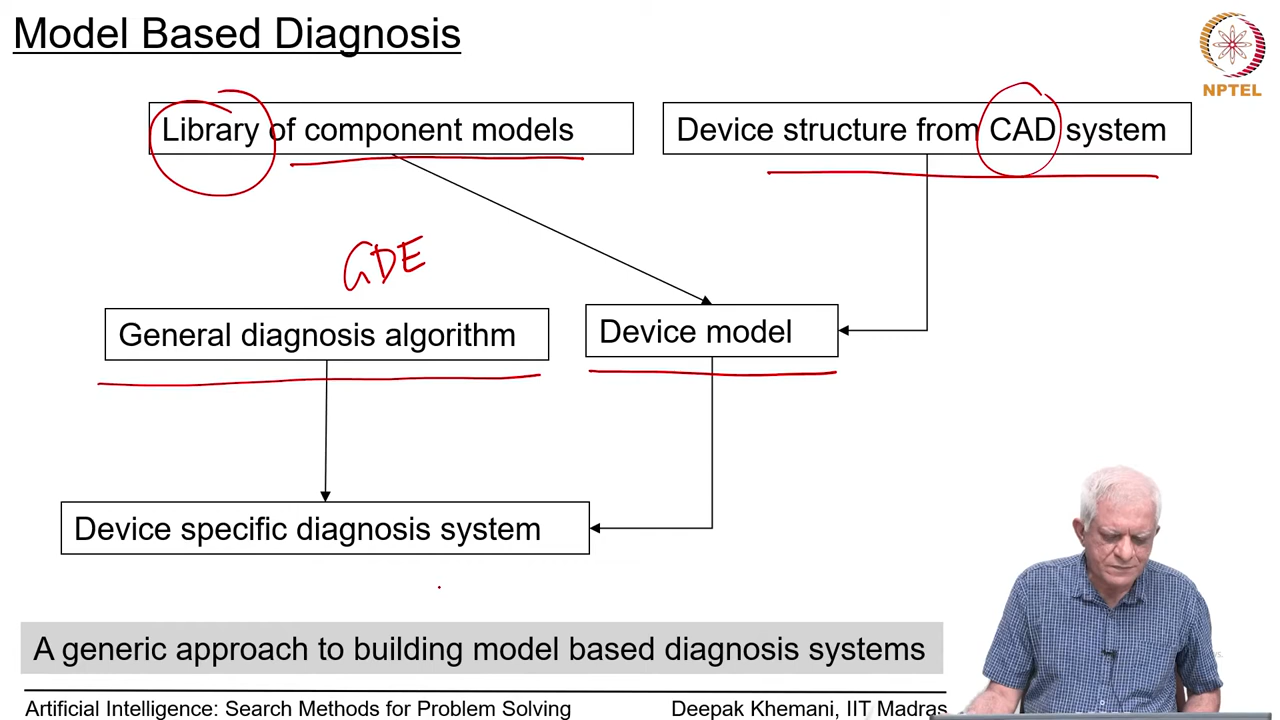 Model Based Diagnosis
NPTEL
Library of component models
Device structure from CAD system
GDE
General diagnosis algorithm
Device model
Device specific diagnosis system
A generic approach to building model based diagnosis systems
Artificial Intelligence: Search Methods for Problem Solving
Deepak Khemani, IIT Madras